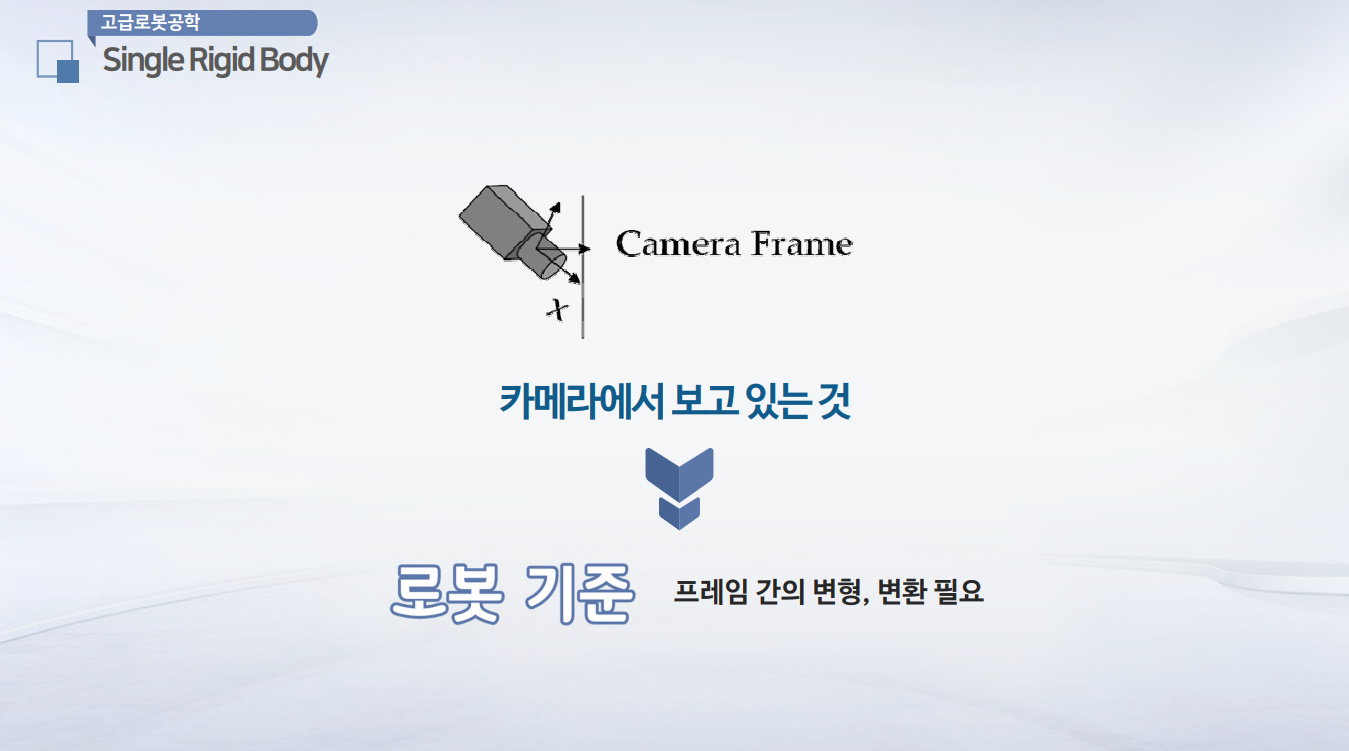 고급로봇공학
Single Rigid Body
Camera Frame
x
카메라에서 보고 있는 것
로봇 기준 프레임 간의 변형, 변환 필요